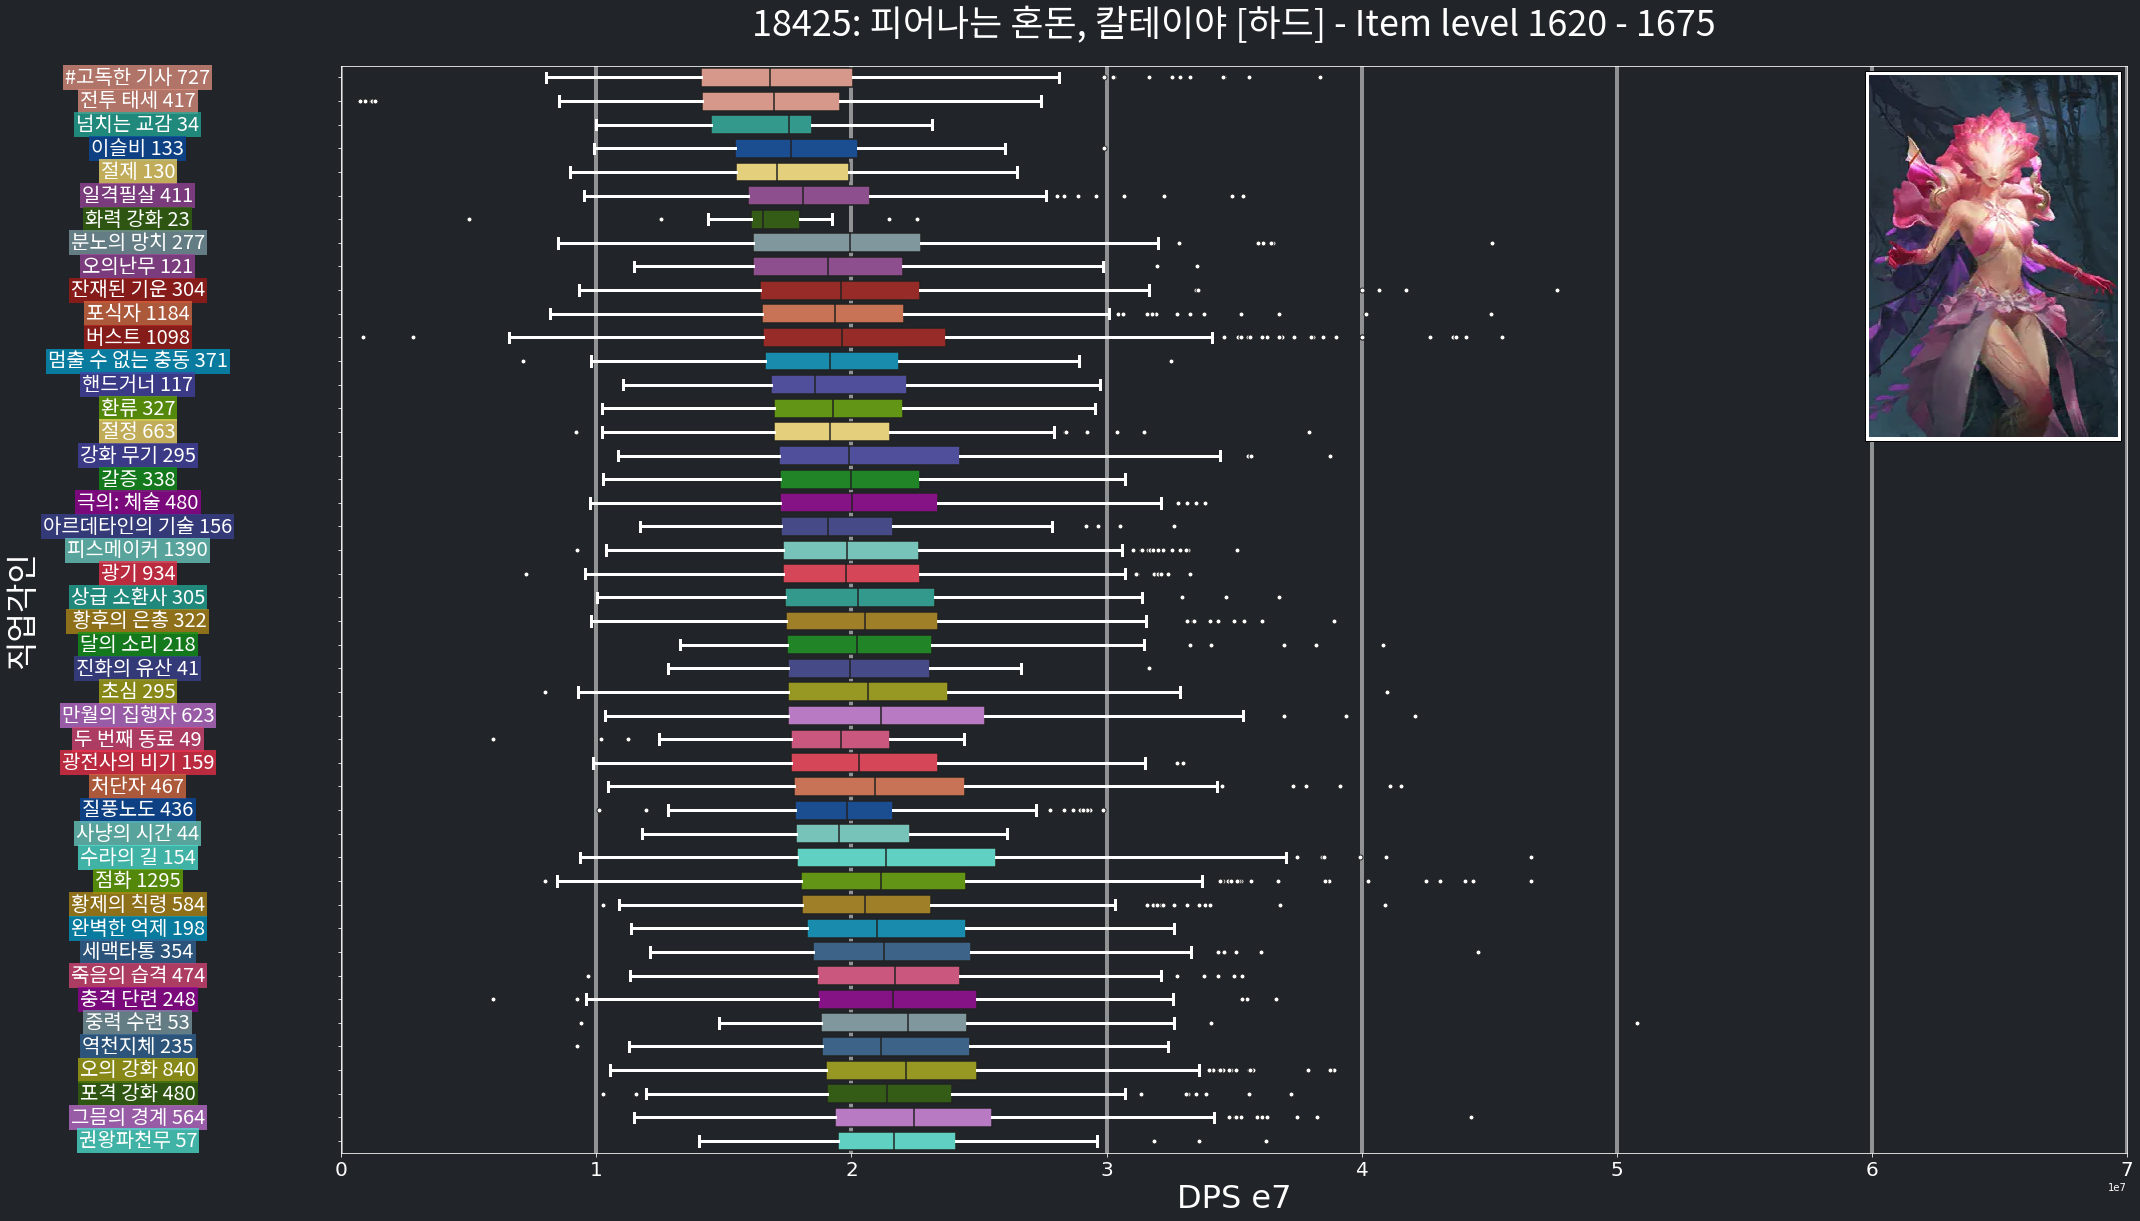 18425: 피어나는 혼돈, 칼테이야 [하드] - Item level 1620 - 1675
#고독한 기사 727
전투 태세 417
넘치는 교감 34
이슬비 133
절제 130
일격필살 411
화력 강화 23
분노의 망치 277
오의난무 121
잔재된 기운 304
포식자 1184
버스트 1098
멈출 수 없는 충동 371
핸드거너 117
환류 327
절정 663
강화 무기 295
갈증 338
극의: 체술 480
아르데타인의 기술 156
피스메이커 1390
광기 934
상급 소환사 305
황후의 은총 322
달의 소리 218
진화의 유산 41
초심 295
만월의 집행자 623
두 번째 동료 49
광전사의 비기 159
처단자 467
질풍노도 436
사냥의 시간 44
수라의 길 154
점화 1295
황제의 칙령 584
완벽한 억제 198
세맥타통 354
죽음의 습격 474
충격 단련 248
중력 수련 53
역천지체 235
오의 강화 840
포격 강화 480
그믐의 경계 564
권왕파천무 57
직업각인
0 1 2 3 4 5 6 7
1e7
DPS e7